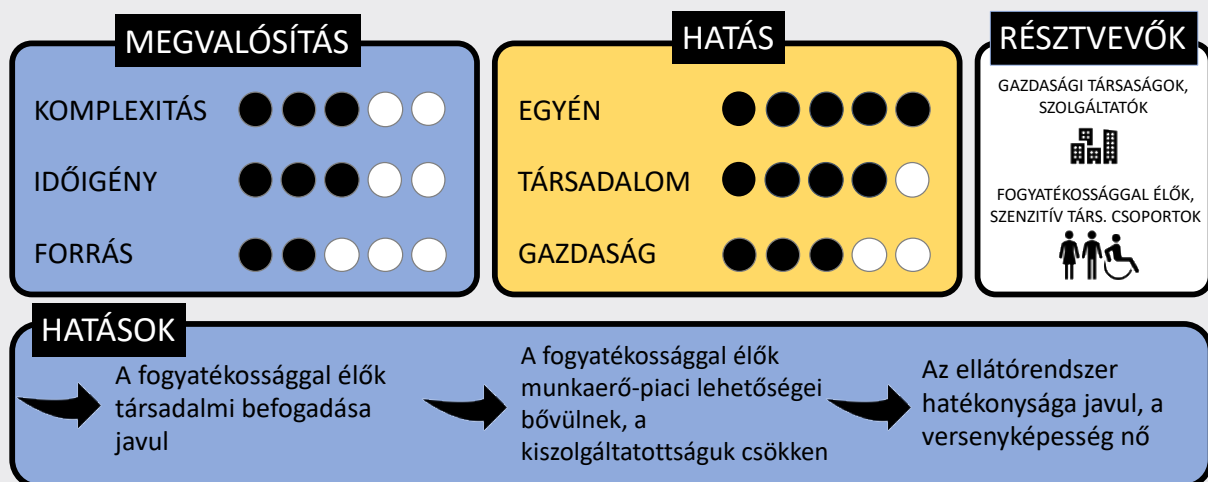 MEGVALÓSÍTÁS
KOMPLEXITÁS
IDŐIGÉNY
FORRÁS
HATÁS
EGYÉN
TÁRSADALOM
GAZDASÁG
RÉSZTVEVŐK
GAZDASÁGI TÁRSASÁGOK,
SZOLGÁLTATÓK
FOGYATÉKOSSÁGGAL ÉLŐK,
SZENZITÍV TÁRS. CSOPORTOK
HATÁSOK
A fogyatékossággal élők
társadalmi befogadása
javul
A fogyatékossággal élők
munkaerő-piaci lehetőségei
bővülnek, a
kiszolgáltatottságuk csökken
Az ellátórendszer
hatékonysága javul, a
versenyképesség nő